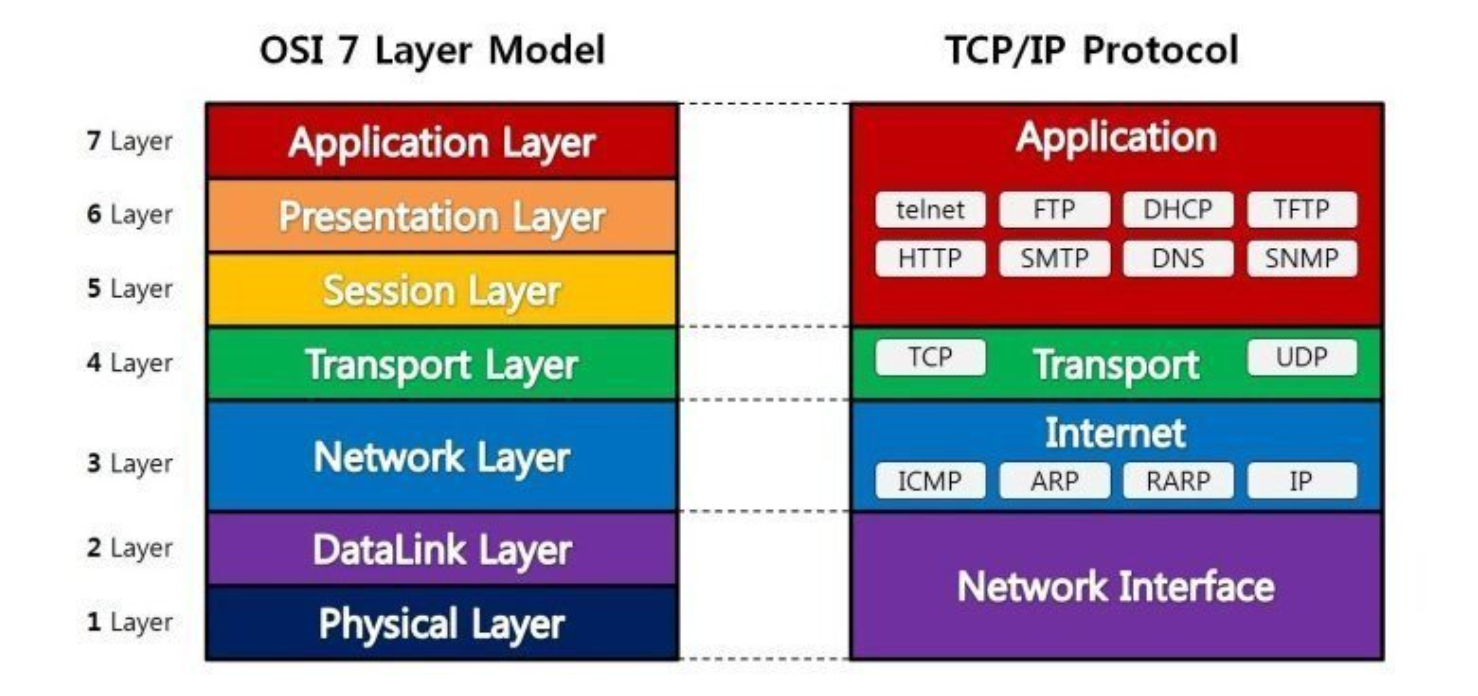 OSI 7 Layer Model
TCP/IP Protocol
7 Layer
Application Layer
6 Layer
Presentation Layer
5 Layer
Session Layer
4 Layer
Transport Layer
3 Layer
Network Layer
2 Layer
DataLink Layer
1 Layer
Physical Layer
Application
telnet FTP DHCP TFTP
HTTP SMTP DNS SNMP
TCP Transport UDP
Internet
ICMP ARP RARP IP
Network Interface